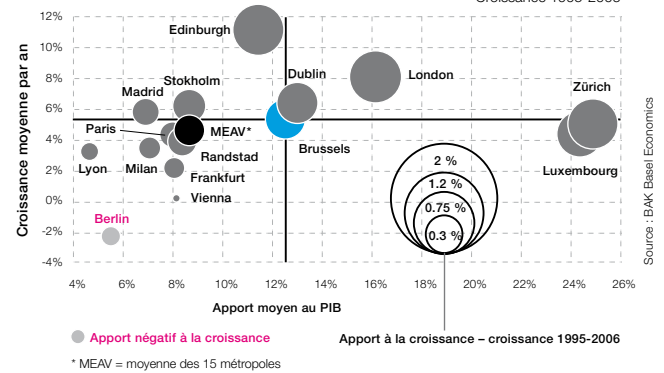 12%
10%
8%
6%
4%
2%
0%
-2%
-4%
Croissance moyenne par an
Edinburgh
London
Dublin
Stokholm
Madrid
Zürich
Paris
MEAV*
Brussels
Randstad
Lyon
Milan
Frankfurt
Luxembourg
Vienna
Berlin
2 %
1.2 %
0.75 %
0.3 %
4%
6%
8%
10%
12%
14%
16%
18%
20%
22%
24%
26%
Apport moyen au PIB
Apport négatif à la croissance
Apport à la croissance – croissance 1995-2006
* MEAV = moyenne des 15 métropoles
Source : BAK Basel Economics